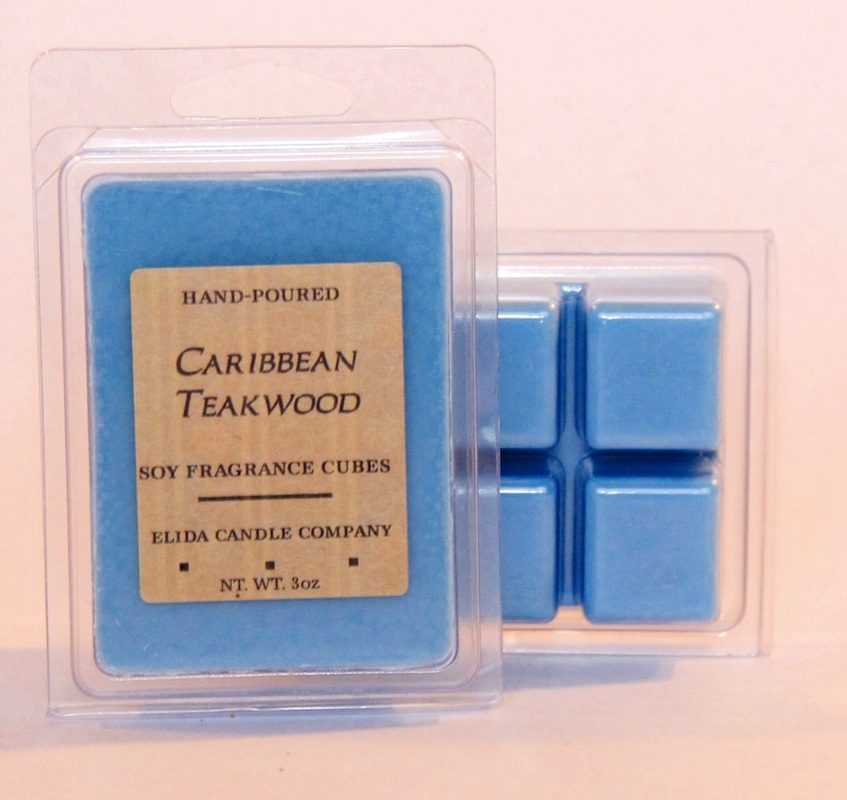 HAND-POURED
CARIBBEAN
TEAKWOOD
SOY FRAGRANCE CUBES
ELIDA CANDLE COMPANY
NT. WT. 3oz